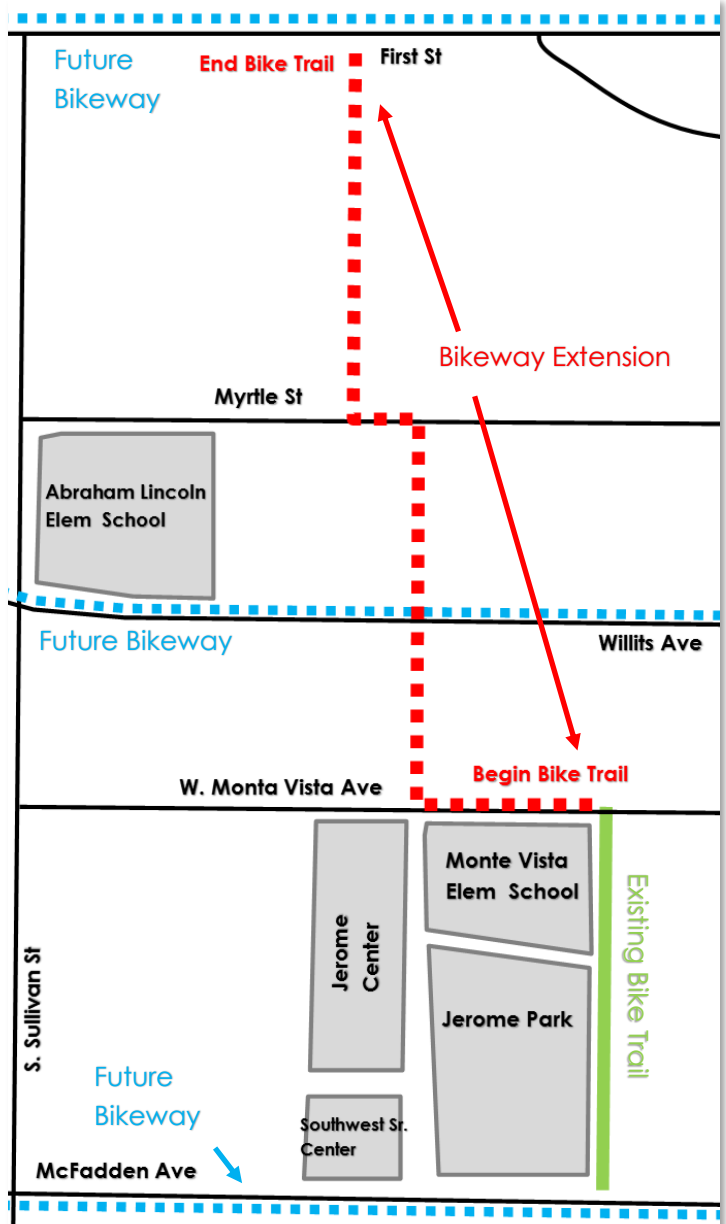 Future
Bikeway
End Bike Trail
First St
Bikeway Extension
Myrtle St
Abraham Lincoln
Elem School
Future Bikeway
Willits Ave
Begin Bike Trail
W. Monta Vista Ave
Monte Vista
Elem School
Existing Bike Trail
Jerome
Center
Jerome Park
S. Sullivan St
Future
Bikeway
Southwest Sr.
Center
McFadden Ave